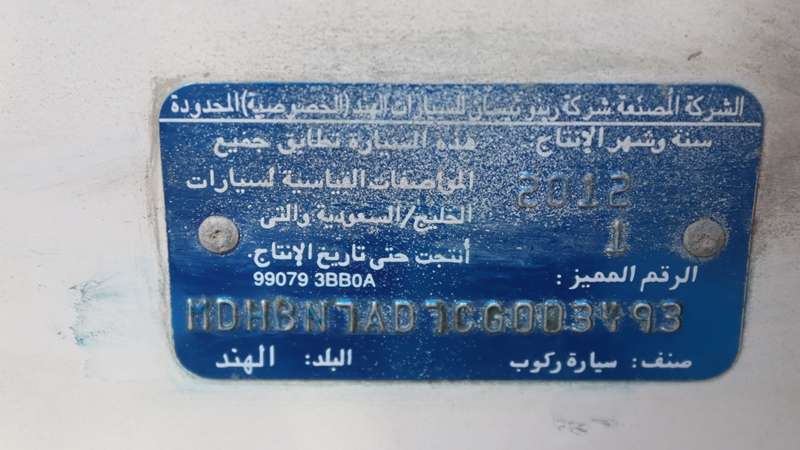 الشركة المصنعة شركة رينو نيسان للسيارات الهند (الخصوصية) المحدودة
سنة وشهر الإنتاج:
2012
1
هذه السيارة تطابق جميع
المواصفات القياسية لسيارات
الخليج/السعودية والتى
أنتجت حتى تاريخ الإنتاج.
99079 3BB0A
الرقم المميز:
MDHBN7AD7CG003493
صنف: سيارة ركوب
البلد: الهند